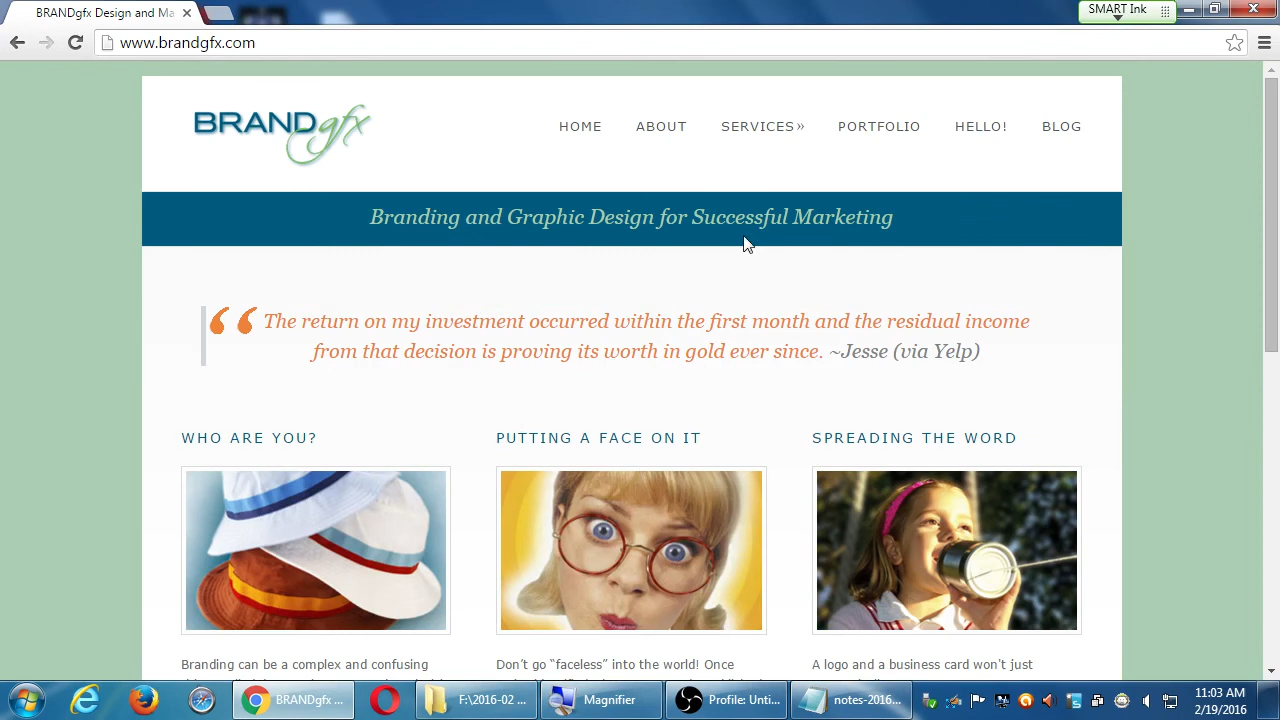 BRANDgfx Design and Ma
SMART Ink
www.brandgfx.com
BRANDgfx
HOME ABOUT SERVICES» PORTFOLIO HELLO! BLOG
Branding and Graphic Design for Successful Marketing
“ The return on my investment occurred within the first month and the residual income
from that decision is proving its worth in gold ever since. ~Jesse (via Yelp)
WHO ARE YOU? PUTTING A FACE ON IT SPREADING THE WORD
Branding can be a complex and confusing Don’t go “faceless” into the world! Once A logo and a business card won't just
BRANDgfx ... F:\2016-02 ... Magnifier Profile: Unti... notes-2016... 11:03 AM
2/19/2016